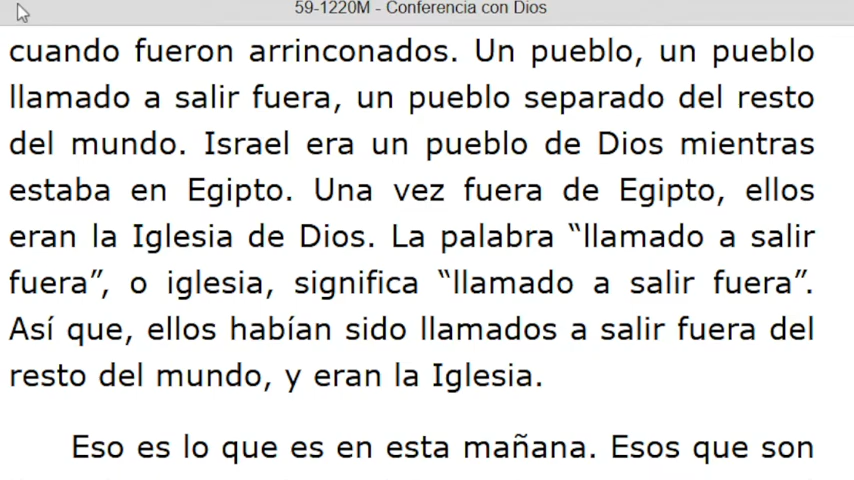 59-1220M - Conferencia con Dios
cuando fueron arrinconados. Un pueblo, un pueblo
llamado a salir fuera, un pueblo separado del resto
del mundo. Israel era un pueblo de Dios mientras
estaba en Egipto. Una vez fuera de Egipto, ellos
eran la Iglesia de Dios. La palabra “llamado a salir
fuera”, o iglesia, significa “llamado a salir fuera”.
Así que, ellos habían sido llamados a salir fuera del
resto del mundo, y eran la Iglesia.
Eso es lo que es en esta mañana. Esos que son